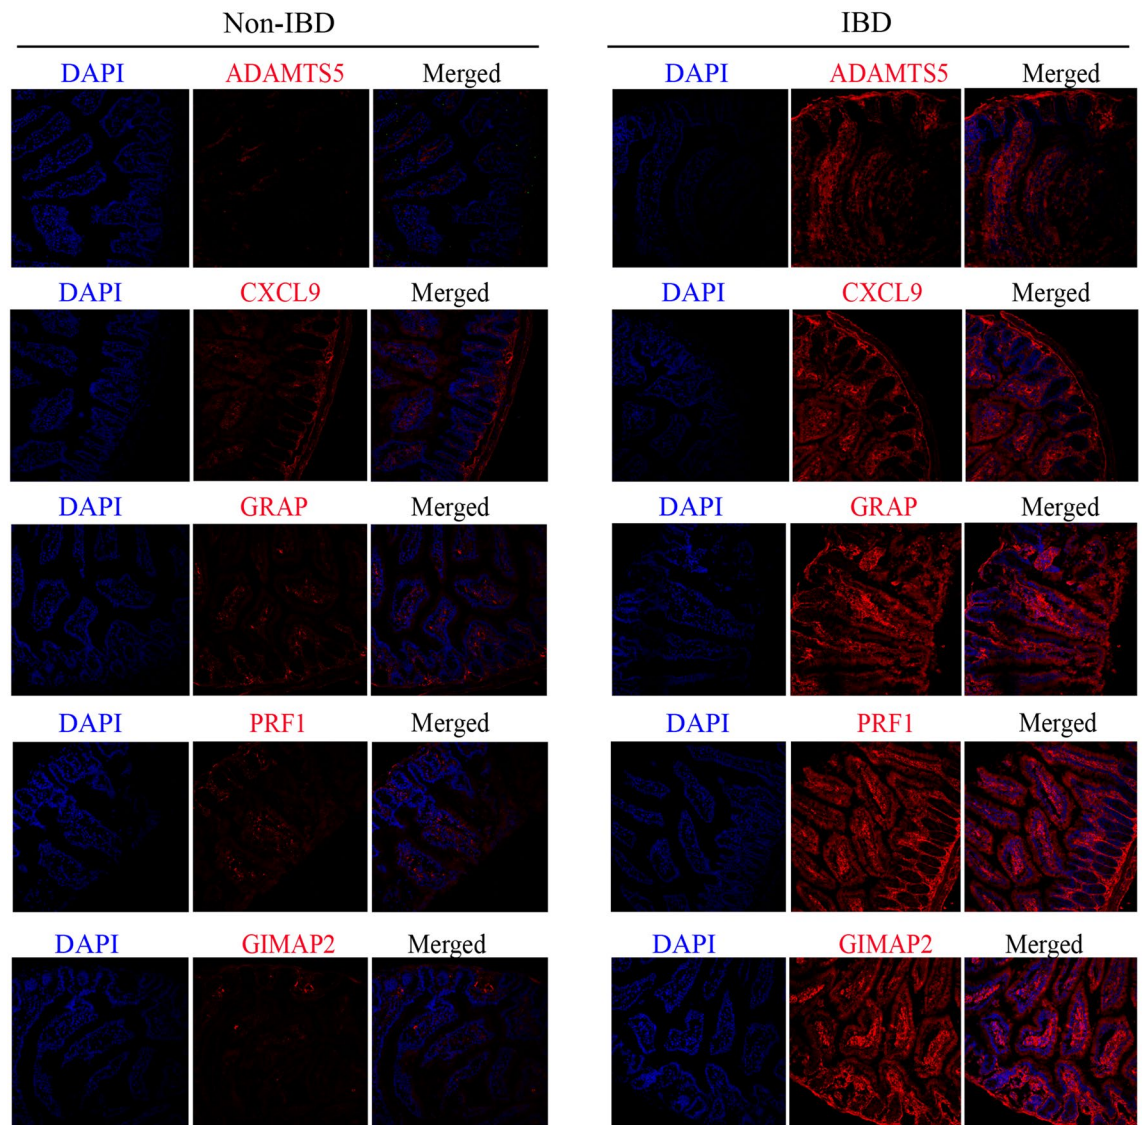 Non-IBD IBD
DAPI ADAMTS5 Merged DAPI ADAMTS5 Merged
DAPI CXCL9 Merged DAPI CXCL9 Merged
DAPI GRAP Merged DAPI GRAP Merged
DAPI PRF1 Merged DAPI PRF1 Merged
DAPI GIMAP2 Merged DAPI GIMAP2 Merged